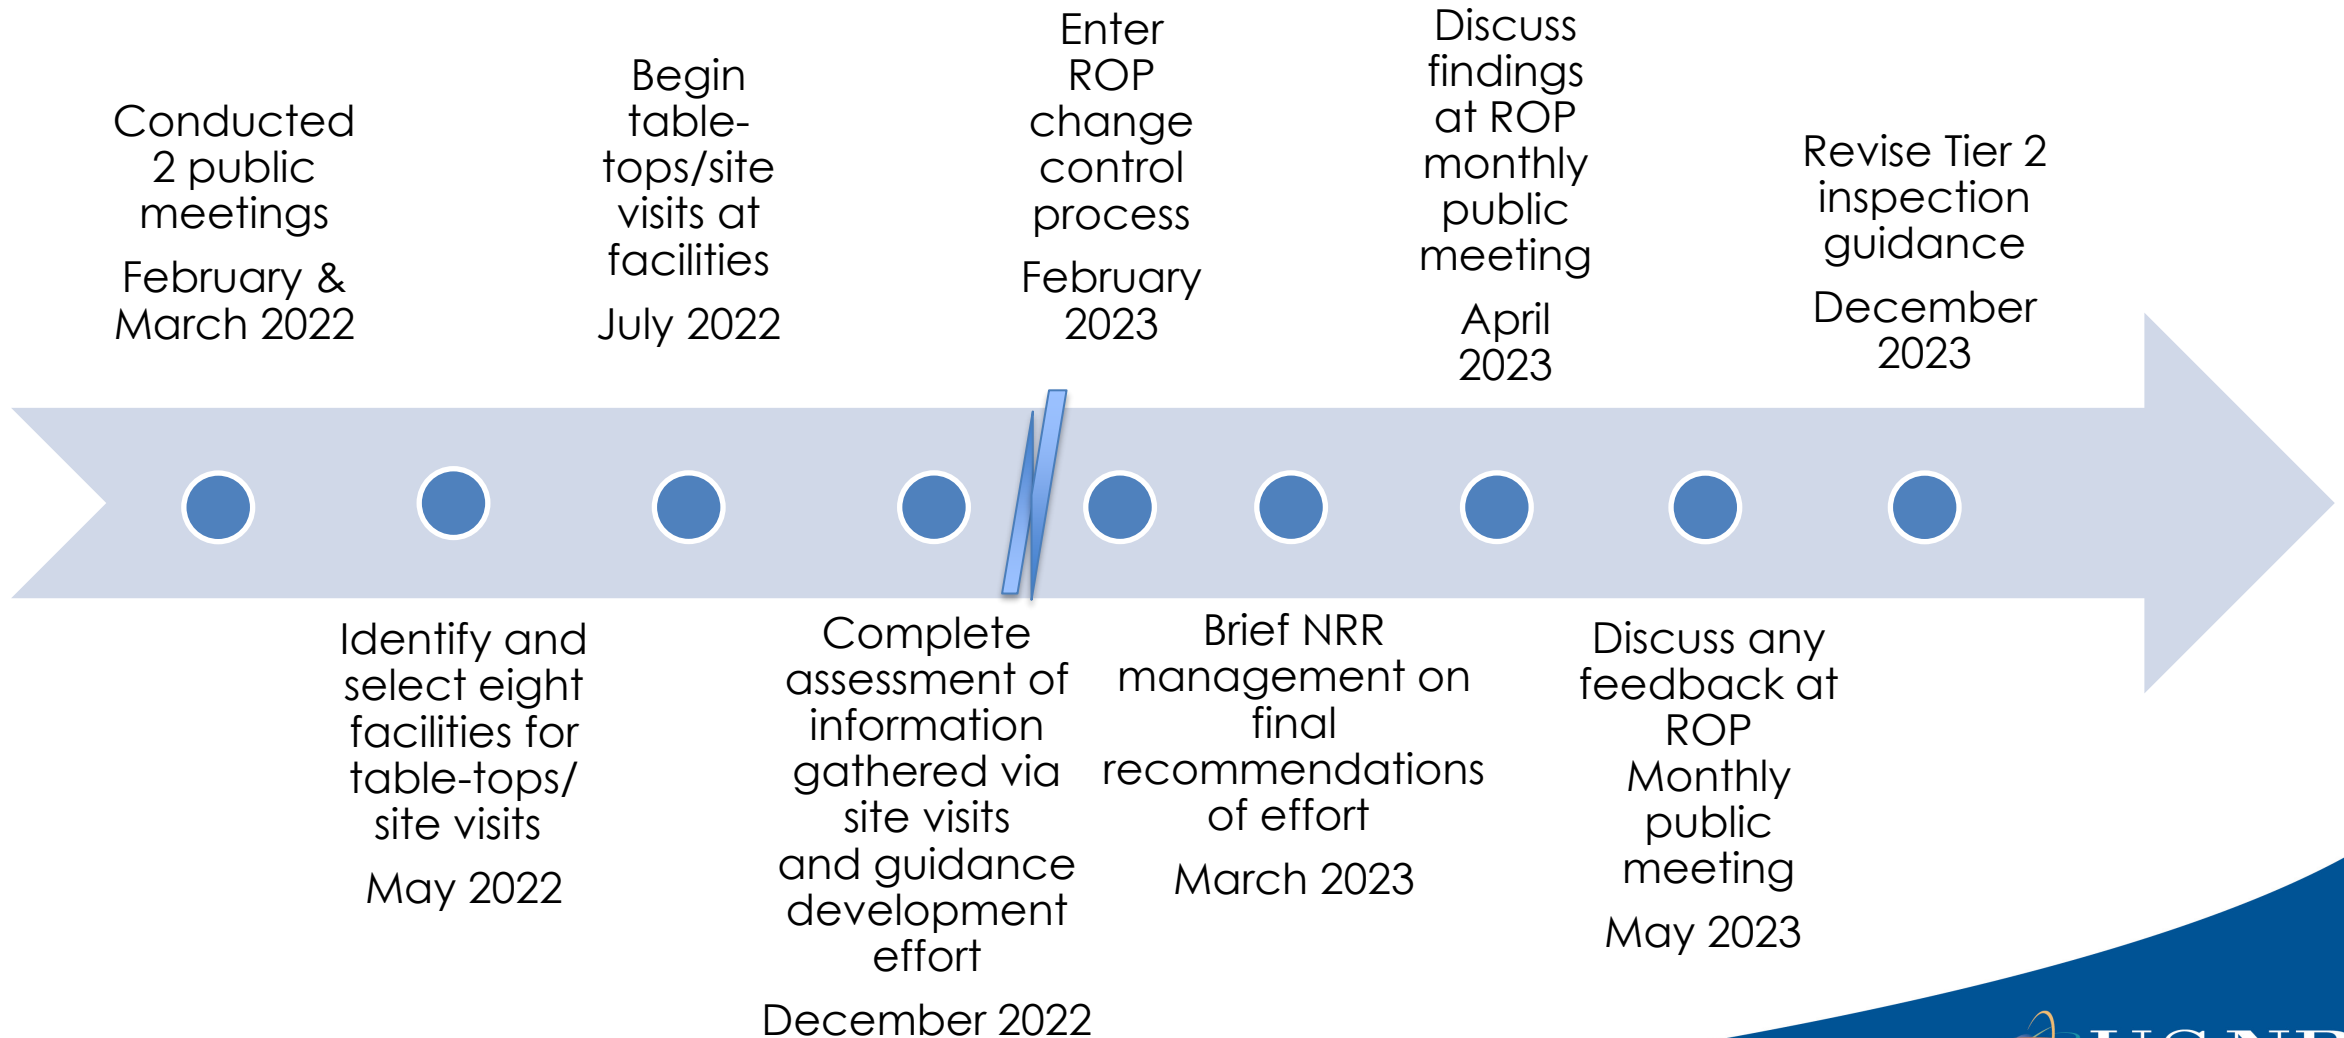 Conducted
2 public
meetings
February &
March 2022
Identify and
select eight
facilities for
table-tops/
site visits
May 2022
Begin
table-
tops/site
visits at
facilities
July 2022
Complete
assessment of
information
gathered via
site visits
and guidance
development
effort
December 2022
Enter
ROP
change
control
process
February
2023
Brief NRR
management on
final
recommendations
of effort
March 2023
Discuss
findings
at ROP
monthly
public
meeting
April
2023
Discuss any
feedback at
ROP
Monthly
public
meeting
May 2023
Revise Tier 2
inspection
guidance
December
2023